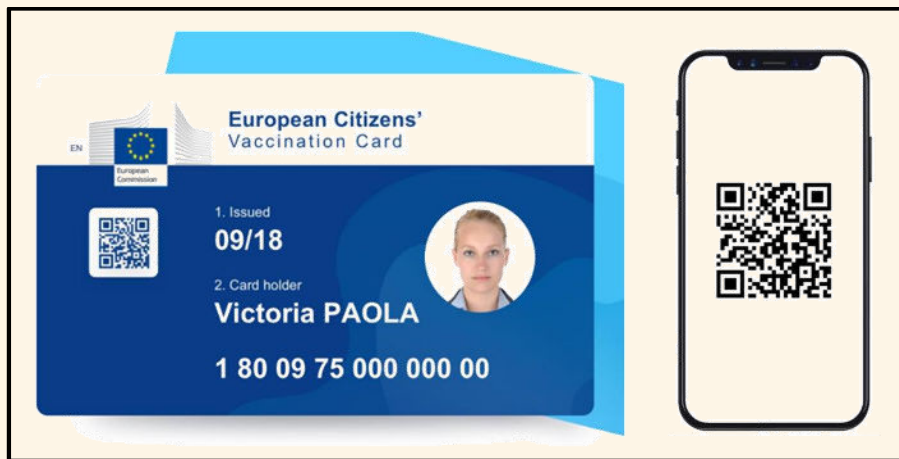 European Citizens'
Vaccination Card
EN
European
Commission
1. Issued
09/18
2. Card holder
Victoria PAOLA
1 80 09 75 000 000 00